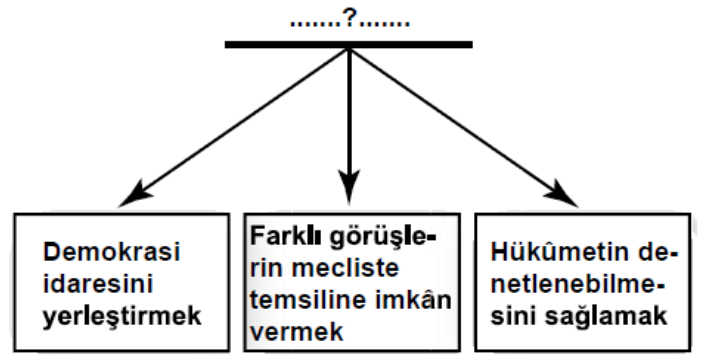 .......?.......
Demokrasi
idaresini
yerleştirmek
Farklı görüşle-
rin mecliste
temsiline imkân
vermek
Hükûmetin de-
netlenebilme-
sini sağlamak